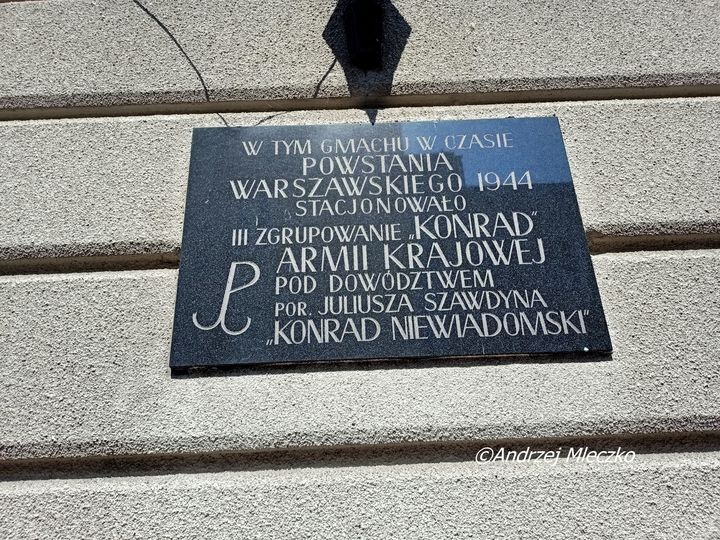 W TYM GMACHU W CZASIE
POWSTANIA
WARSZAWSKIEGO 1944
STACJONOWAŁO
III ZGRUPOWANIE „KONRAD”
ARMII KRAJOWEJ
POD DOWÓDZTWEM
POR. JULIUSZA SZAWDYNA
„KONRAD NIEWIADOMSKI”
©Andrzej Mleczko